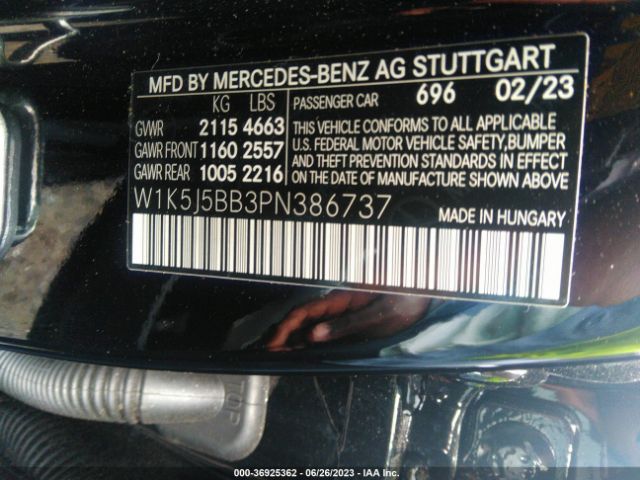 MFD BY MERCEDES-BENZ AG STUTTGART
KG LBS PASSENGER CAR 696 02/23
GVWR 2115 4663
GAWR FRONT 1160 2557
GAWR REAR 1005 2216
THIS VEHICLE CONFORMS TO ALL APPLICABLE
U.S. FEDERAL MOTOR VEHICLE SAFETY, BUMPER
AND THEFT PREVENTION STANDARDS IN EFFECT
ON THE DATE OF MANUFACTURE SHOWN ABOVE.
W1K5J5BB3PN386737 MADE IN HUNGARY
TOP
000-36925362 | 06/26/2023 | IAA Inc.